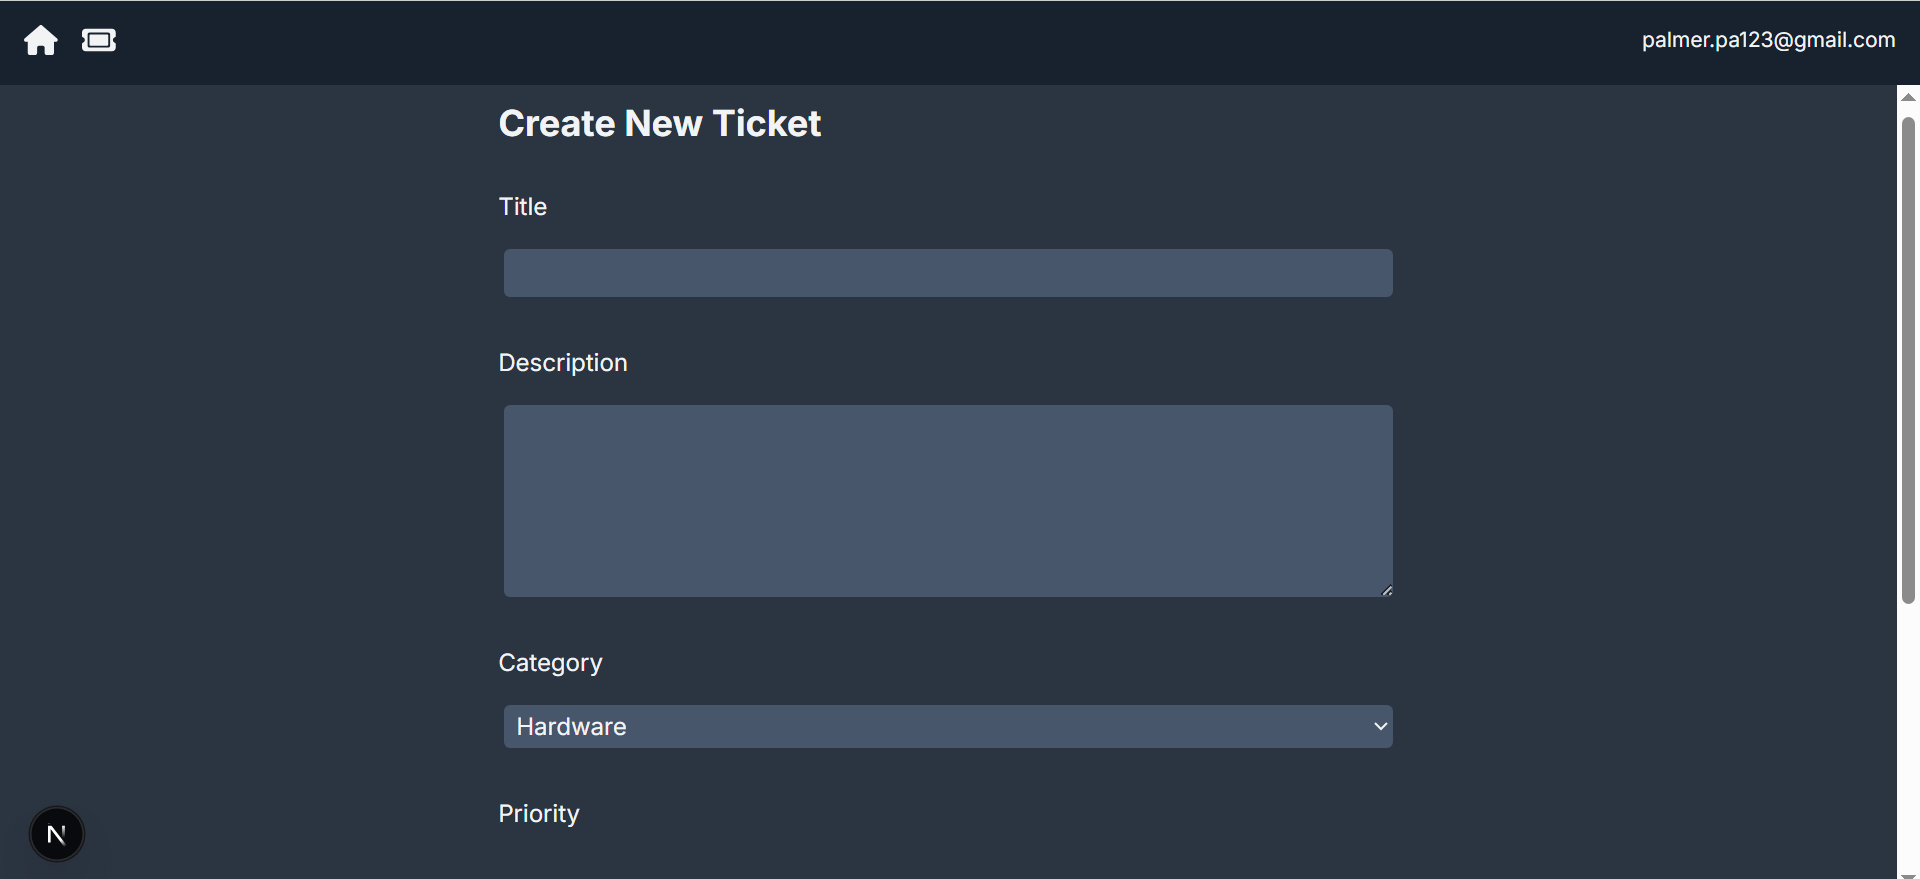 palmer.pa123@gmail.com
Create New Ticket
Title
Description
Category
Hardware
Priority
N